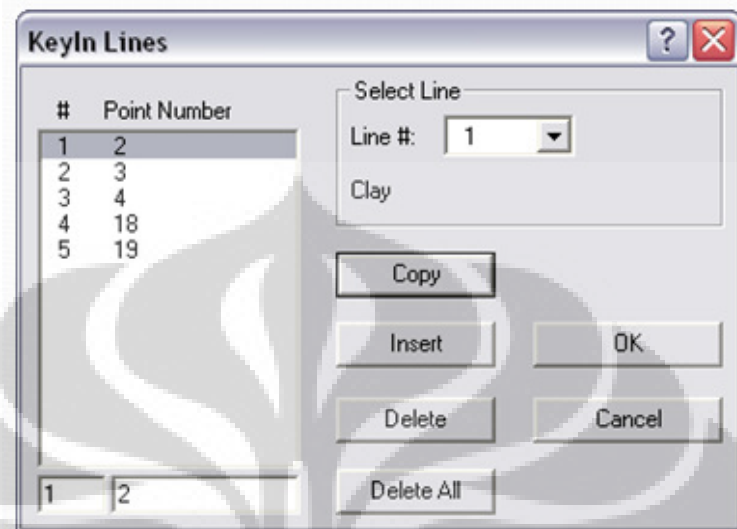 KeyIn Lines
# Point Number
1 2
2 3
3 4
4 18
5 19
1 2
Select Line
Line #: 1
Clay
Copy
Insert OK
Delete Cancel
Delete All